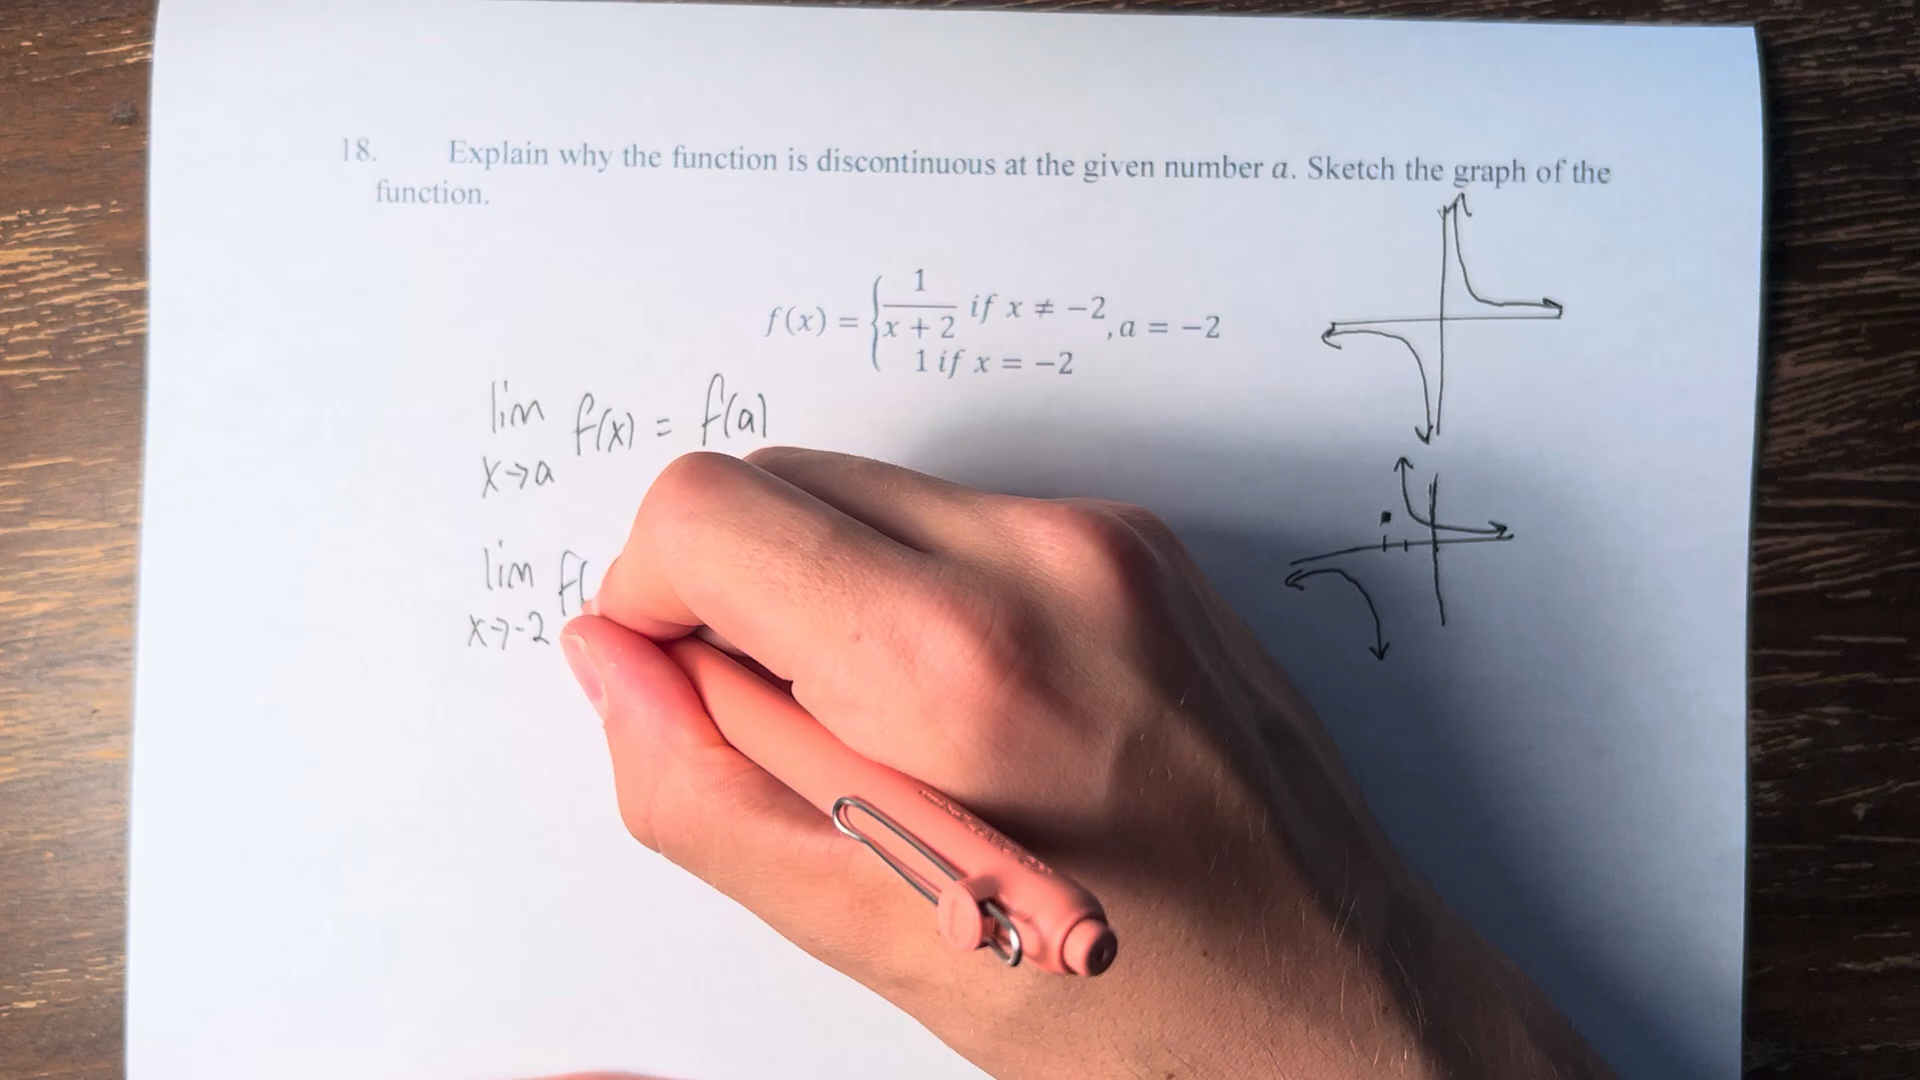 18. Explain why the function is discontinuous at the given number a. Sketch the graph of the
function.
f(x) = { 1/(x + 2) if x ≠ −2
1 if x = −2 , a = −2
lim f(x) = f(a)
x→a
lim f(
x→-2